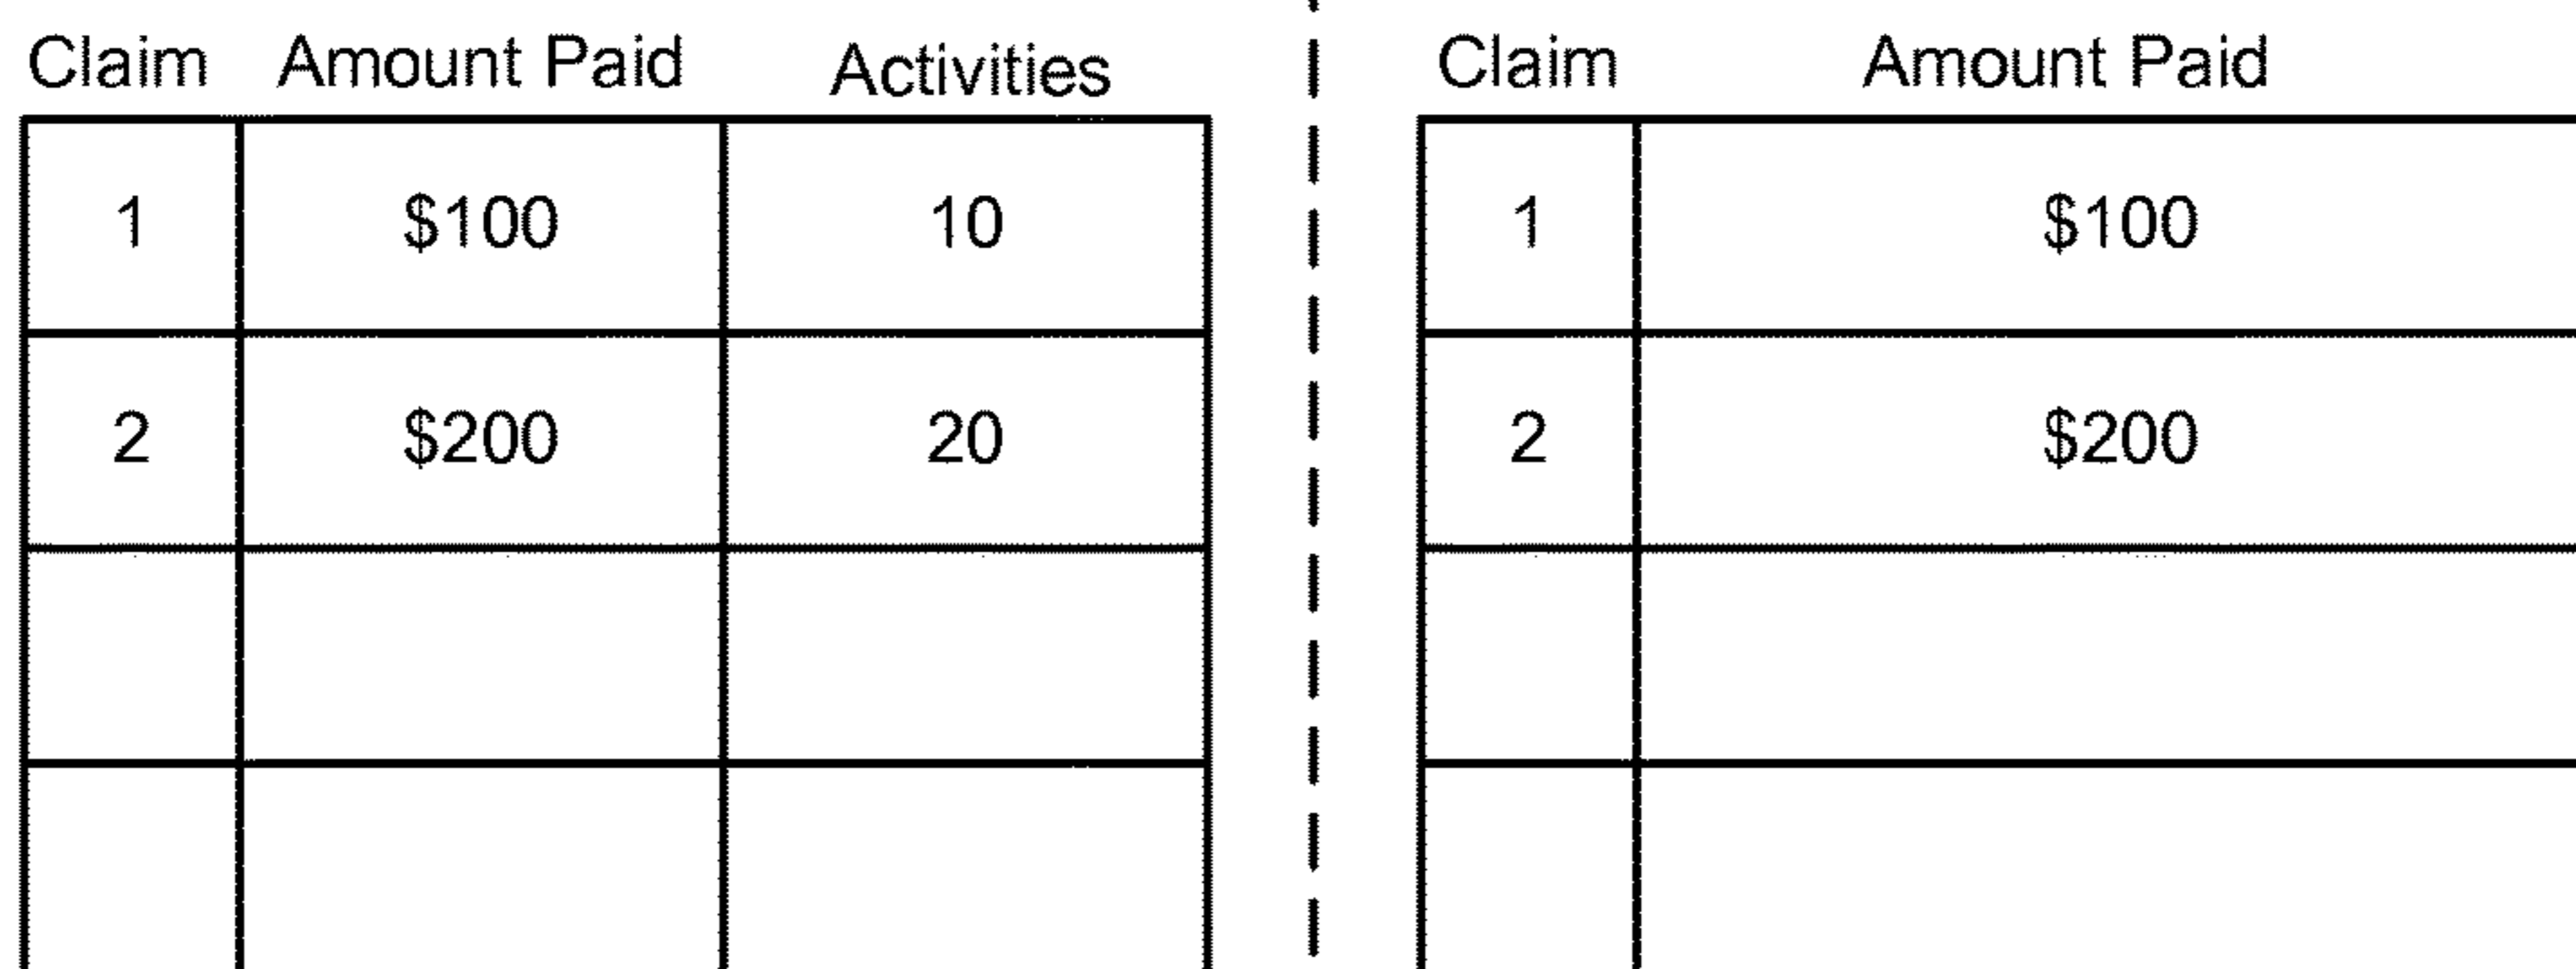 Claim Amount Paid Activities
1 $100 10
2 $200 20
Claim Amount Paid
1 $100
2 $200